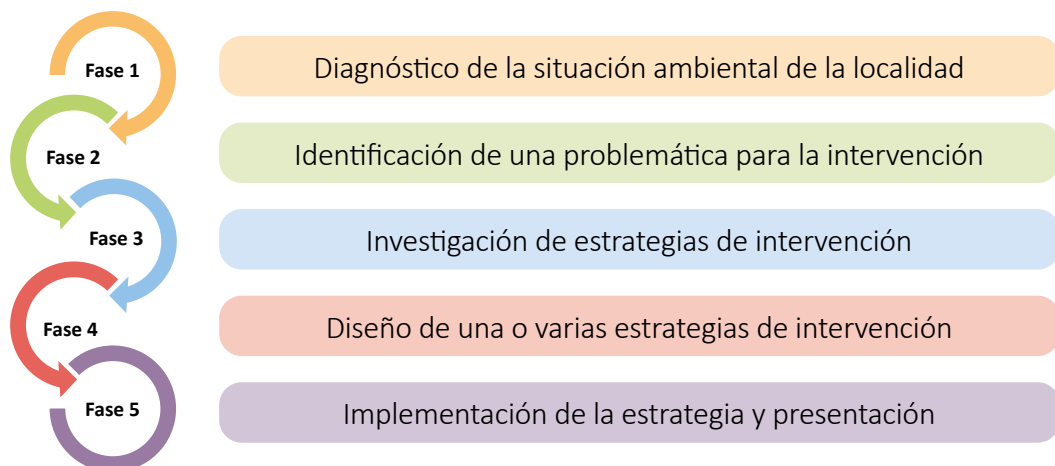 Fase 1
Diagnóstico de la situación ambiental de la localidad
Fase 2
Identificación de una problemática para la intervención
Fase 3
Investigación de estrategias de intervención
Fase 4
Diseño de una o varias estrategias de intervención
Fase 5
Implementación de la estrategia y presentación